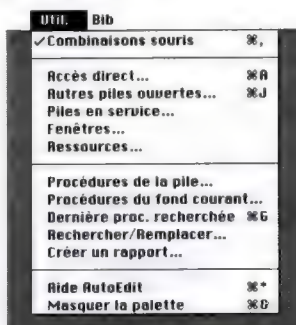 Util. Bib
✓Combinaisons souris ⌘,
Accès direct... ⌘A
Autres piles ouvertes... ⌘J
Piles en service...
Fenêtres...
Ressources...
Procédures de la pile...
Procédures du fond courant...
Dernière proc. recherchée ⌘G
Rechercher/Remplacer...
Créer un rapport...
Aide AutoEdit ⌘*
Masquer la palette ⌘&